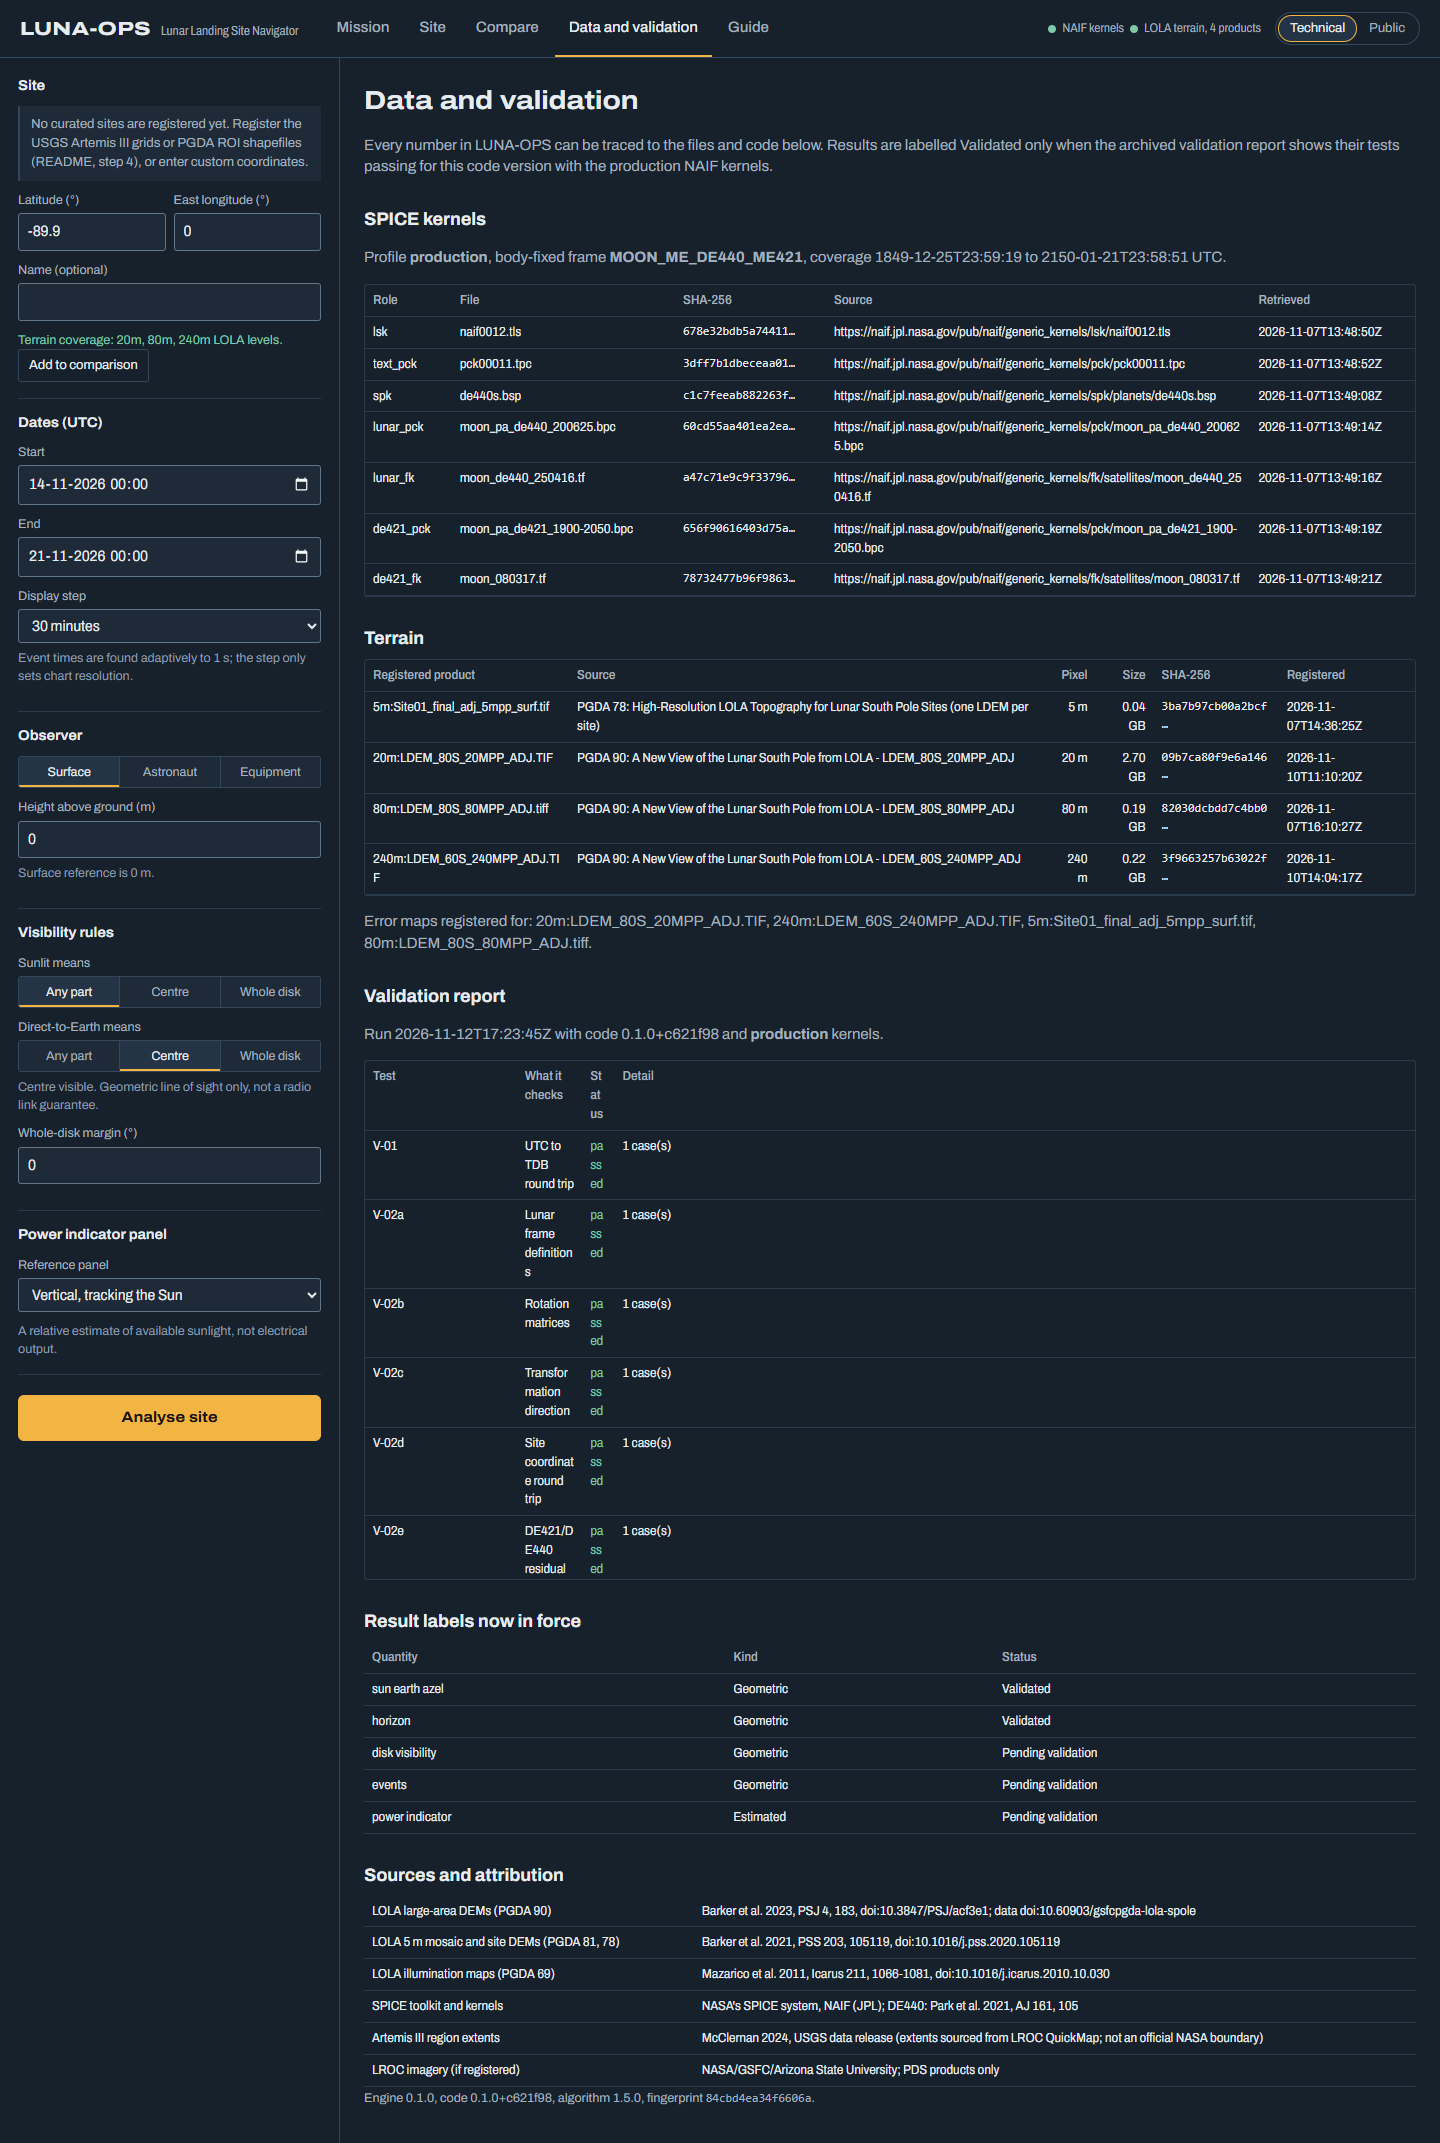 LUNA-OPS Lunar Landing Site Navigator Mission Site Compare Data and validation Guide NAIF kernels LOLA terrain, 4 products Technical Public
Site
No curated sites are registered yet. Register the
USGS Artemis III grids or PGDA ROI shapefiles
(README, step 4), or enter custom coordinates.
Latitude (°) East longitude (°)
-89.9 0
Name (optional)
Terrain coverage: 20m, 80m, 240m LOLA levels.
Add to comparison
Dates (UTC)
Start
14-11-2026 00:00
End
21-11-2026 00:00
Display step
30 minutes
Event times are found adaptively to 1 s; the step only
sets chart resolution.
Observer
Surface Astronaut Equipment
Height above ground (m)
0
Surface reference is 0 m.
Visibility rules
Sunlit means
Any part Centre Whole disk
Direct-to-Earth means
Any part Centre Whole disk
Centre visible. Geometric line of sight only, not a radio
link guarantee.
Whole-disk margin (°)
0
Power indicator panel
Reference panel
Vertical, tracking the Sun
A relative estimate of available sunlight, not electrical
output.
Analyse site
Data and validation
Every number in LUNA-OPS can be traced to the files and code below. Results are labelled Validated only when the archived validation report shows their tests
passing for this code version with the production NAIF kernels.
SPICE kernels
Profile production, body-fixed frame MOON_ME_DE440_ME421, coverage 1849-12-25T23:59:19 to 2150-01-21T23:58:51 UTC.
Role File SHA-256 Source Retrieved
lsk naif0012.tls 678e32bdb5a74411… https://naif.jpl.nasa.gov/pub/naif/generic_kernels/lsk/naif0012.tls 2026-11-07T13:48:50Z
text_pck pck00011.tpc 3dff7b1dbeceaa01… https://naif.jpl.nasa.gov/pub/naif/generic_kernels/pck/pck00011.tpc 2026-11-07T13:48:52Z
spk de440s.bsp c1c7feeab882263f… https://naif.jpl.nasa.gov/pub/naif/generic_kernels/spk/planets/de440s.bsp 2026-11-07T13:49:08Z
lunar_pck moon_pa_de440_200625.bpc 60cd55aa401ea2ea… https://naif.jpl.nasa.gov/pub/naif/generic_kernels/pck/moon_pa_de440_20062 2026-11-07T13:49:14Z
5.bpc
lunar_fk moon_de440_250416.tf a47c71e9c9f33796… https://naif.jpl.nasa.gov/pub/naif/generic_kernels/fk/satellites/moon_de440_25 2026-11-07T13:49:16Z
0416.tf
de421_pck moon_pa_de421_1900-2050.bpc 656f90616403d75a… https://naif.jpl.nasa.gov/pub/naif/generic_kernels/pck/moon_pa_de421_1900- 2026-11-07T13:49:19Z
2050.bpc
de421_fk moon_080317.tf 78732477b96f9863… https://naif.jpl.nasa.gov/pub/naif/generic_kernels/fk/satellites/moon_080317.tf 2026-11-07T13:49:21Z
Terrain
Registered product Source Pixel Size SHA-256 Registered
5m:Site01_final_adj_5mpp_surf.tif PGDA 78: High-Resolution LOLA Topography for Lunar South Pole Sites (one LDEM per 5 m 0.04 3ba7b97cb00a2bcf 2026-11-
site) GB … 07T14:36:25Z
20m:LDEM_80S_20MPP_ADJ.TIF PGDA 90: A New View of the Lunar South Pole from LOLA - LDEM_80S_20MPP_ADJ 20 m 2.70 09b7ca80f9e6a146 2026-11-
GB … 10T11:10:20Z
80m:LDEM_80S_80MPP_ADJ.tiff PGDA 90: A New View of the Lunar South Pole from LOLA - LDEM_80S_80MPP_ADJ 80 m 0.19 82030dcbdd7c4bb0 2026-11-
GB … 07T16:10:27Z
240m:LDEM_60S_240MPP_ADJ.TI PGDA 90: A New View of the Lunar South Pole from LOLA - LDEM_60S_240MPP_ADJ 240 0.22 3f9663257b63022f 2026-11-
F m GB … 10T14:04:17Z
Error maps registered for: 20m:LDEM_80S_20MPP_ADJ.TIF, 240m:LDEM_60S_240MPP_ADJ.TIF, 5m:Site01_final_adj_5mpp_surf.tif,
80m:LDEM_80S_80MPP_ADJ.tiff.
Validation report
Run 2026-11-12T17:23:45Z with code 0.1.0+c621f98 and production kernels.
Test What it St Detail
checks at
us
V-01 UTC to pa 1 case(s)
TDB ss
round trip ed
V-02a Lunar pa 1 case(s)
frame ss
definition ed
s
V-02b Rotation pa 1 case(s)
matrices ss
ed
V-02c Transfor pa 1 case(s)
mation ss
direction ed
V-02d Site pa 1 case(s)
coordinat ss
e round ed
trip
V-02e DE421/D pa 1 case(s)
E440 ss
residual ed
Result labels now in force
Quantity Kind Status
sun earth azel Geometric Validated
horizon Geometric Validated
disk visibility Geometric Pending validation
events Geometric Pending validation
power indicator Estimated Pending validation
Sources and attribution
LOLA large-area DEMs (PGDA 90) Barker et al. 2023, PSJ 4, 183, doi:10.3847/PSJ/acf3e1; data doi:10.60903/gsfcpgda-lola-spole
LOLA 5 m mosaic and site DEMs (PGDA 81, 78) Barker et al. 2021, PSS 203, 105119, doi:10.1016/j.pss.2020.105119
LOLA illumination maps (PGDA 69) Mazarico et al. 2011, Icarus 211, 1066-1081, doi:10.1016/j.icarus.2010.10.030
SPICE toolkit and kernels NASA's SPICE system, NAIF (JPL); DE440: Park et al. 2021, AJ 161, 105
Artemis III region extents McClernan 2024, USGS data release (extents sourced from LROC QuickMap; not an official NASA boundary)
LROC imagery (if registered) NASA/GSFC/Arizona State University; PDS products only
Engine 0.1.0, code 0.1.0+c621f98, algorithm 1.5.0, fingerprint 84cbd4ea34f6606a.